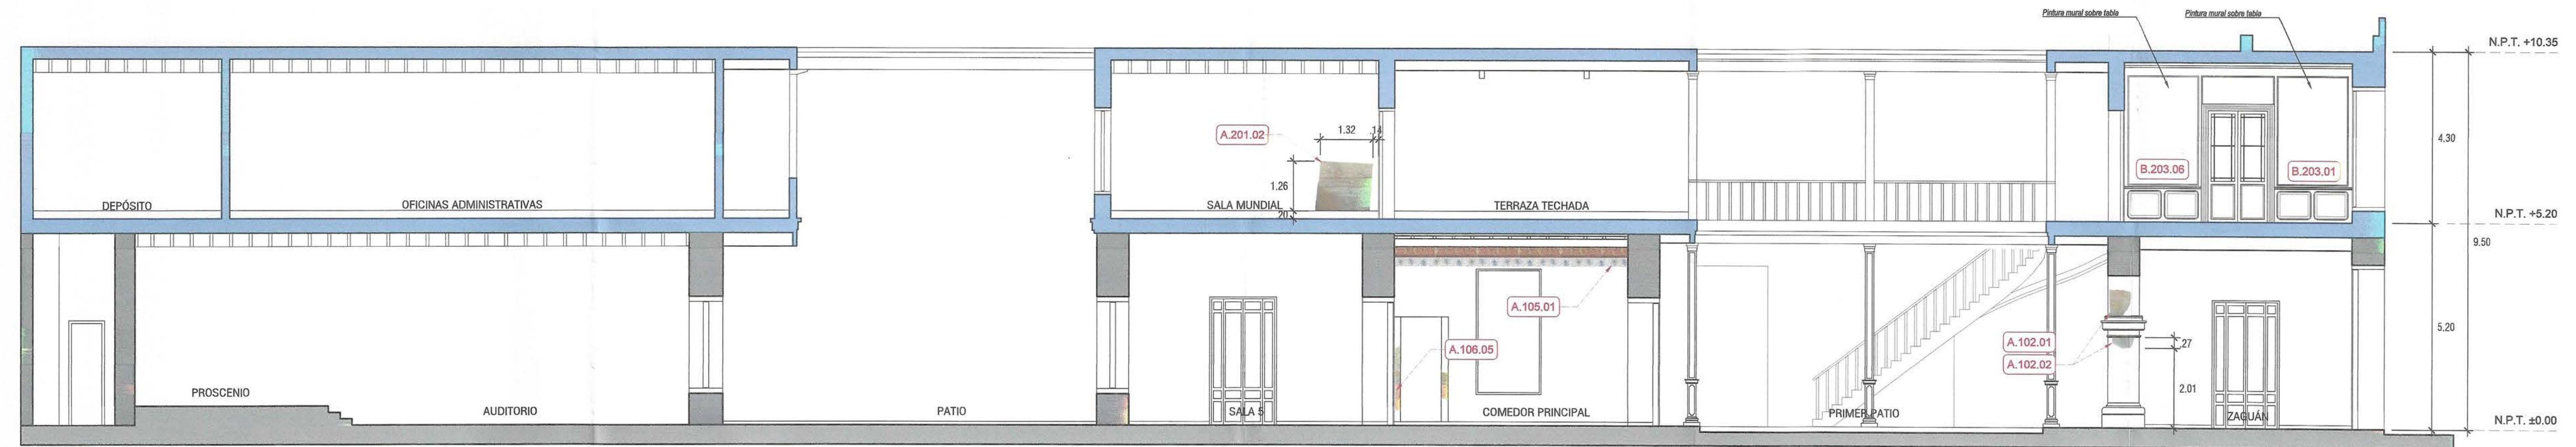 Pintura mural sobre tabla
Pintura mural sobre tabla
N.P.T. +10.35
A.201.02
1.32
.14
4.30
B.203.06
B.203.01
1.26
DEPÓSITO
OFICINAS ADMINISTRATIVAS
SALA MUNDIAL
TERRAZA TECHADA
.20
N.P.T. +5.20
9.50
A.105.01
5.20
A.106.05
A.102.01
.27
A.102.02
2.01
PROSCENIO
AUDITORIO
PATIO
SALA 5
COMEDOR PRINCIPAL
PRIMER PATIO
ZAGUÁN
N.P.T. ±0.00